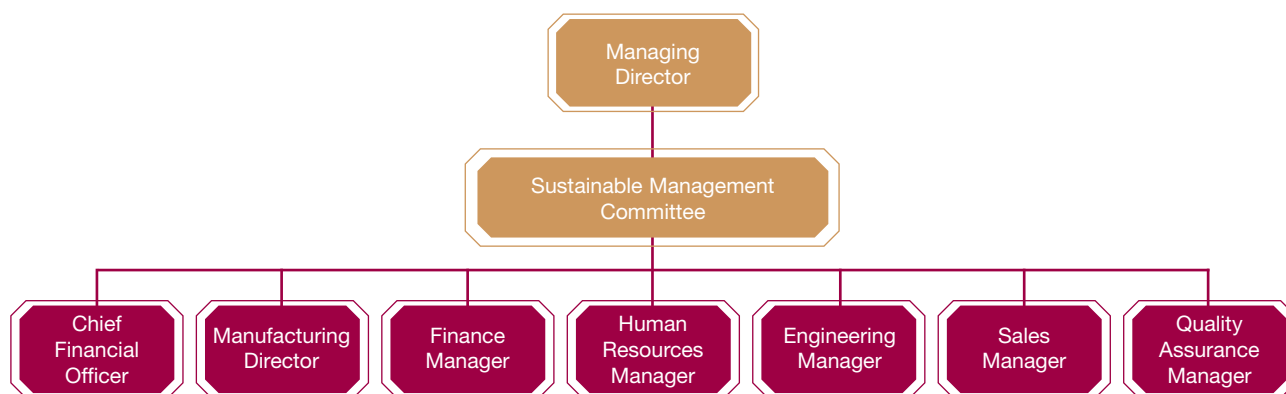 Managing
Director
Sustainable Management
Committee
Chief
Financial
Officer
Manufacturing
Director
Finance
Manager
Human
Resources
Manager
Engineering
Manager
Sales
Manager
Quality
Assurance
Manager